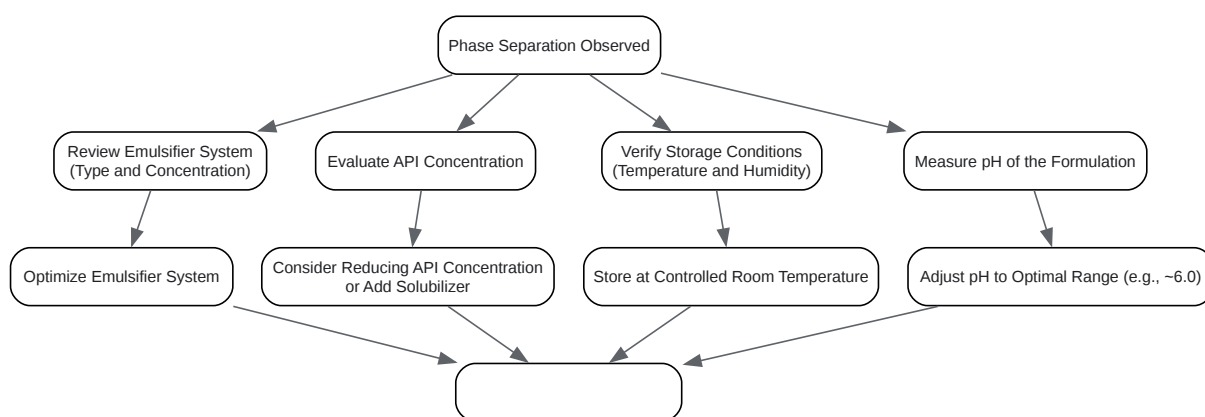 Phase Separation Observed
Review Emulsifier System
(Type and Concentration)
Evaluate API Concentration
Verify Storage Conditions
(Temperature and Humidity)
Measure pH of the Formulation
Optimize Emulsifier System
Consider Reducing API Concentration
or Add Solubilizer
Store at Controlled Room Temperature
Adjust pH to Optimal Range (e.g., ~6.0)